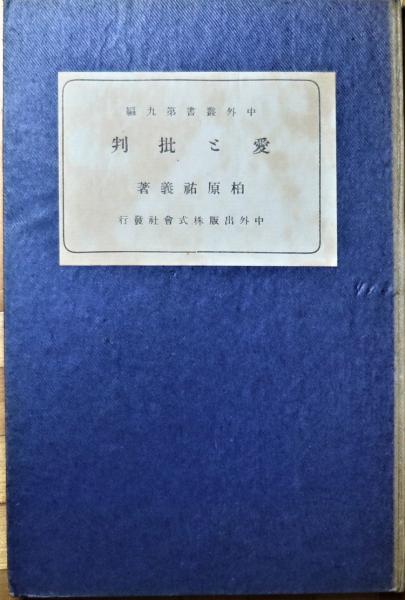 中外叢書第九編
愛と批判
柏原祐義著
中外出版株式會社發行